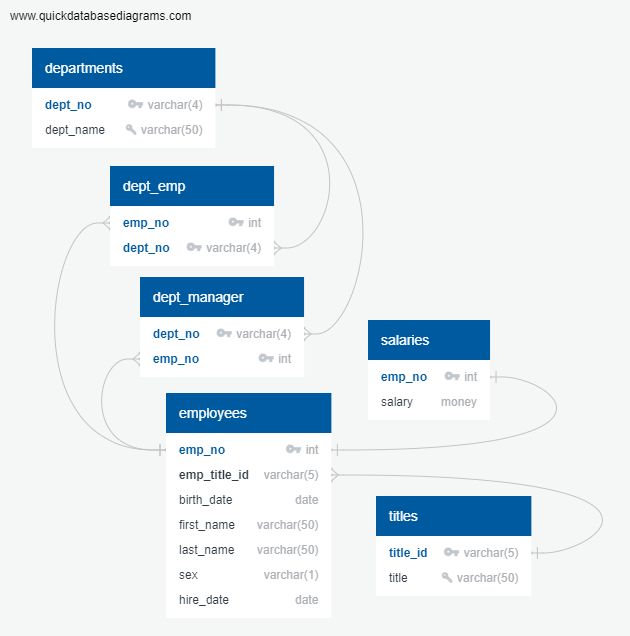 www.quickdatabasediagrams.com
departments
dept_no varchar(4)
dept_name varchar(50)
dept_emp
emp_no int
dept_no varchar(4)
dept_manager
dept_no varchar(4)
emp_no int
salaries
emp_no int
salary money
employees
emp_no int
emp_title_id varchar(5)
birth_date date
first_name varchar(50)
last_name varchar(50)
sex varchar(1)
hire_date date
titles
title_id varchar(5)
title varchar(50)